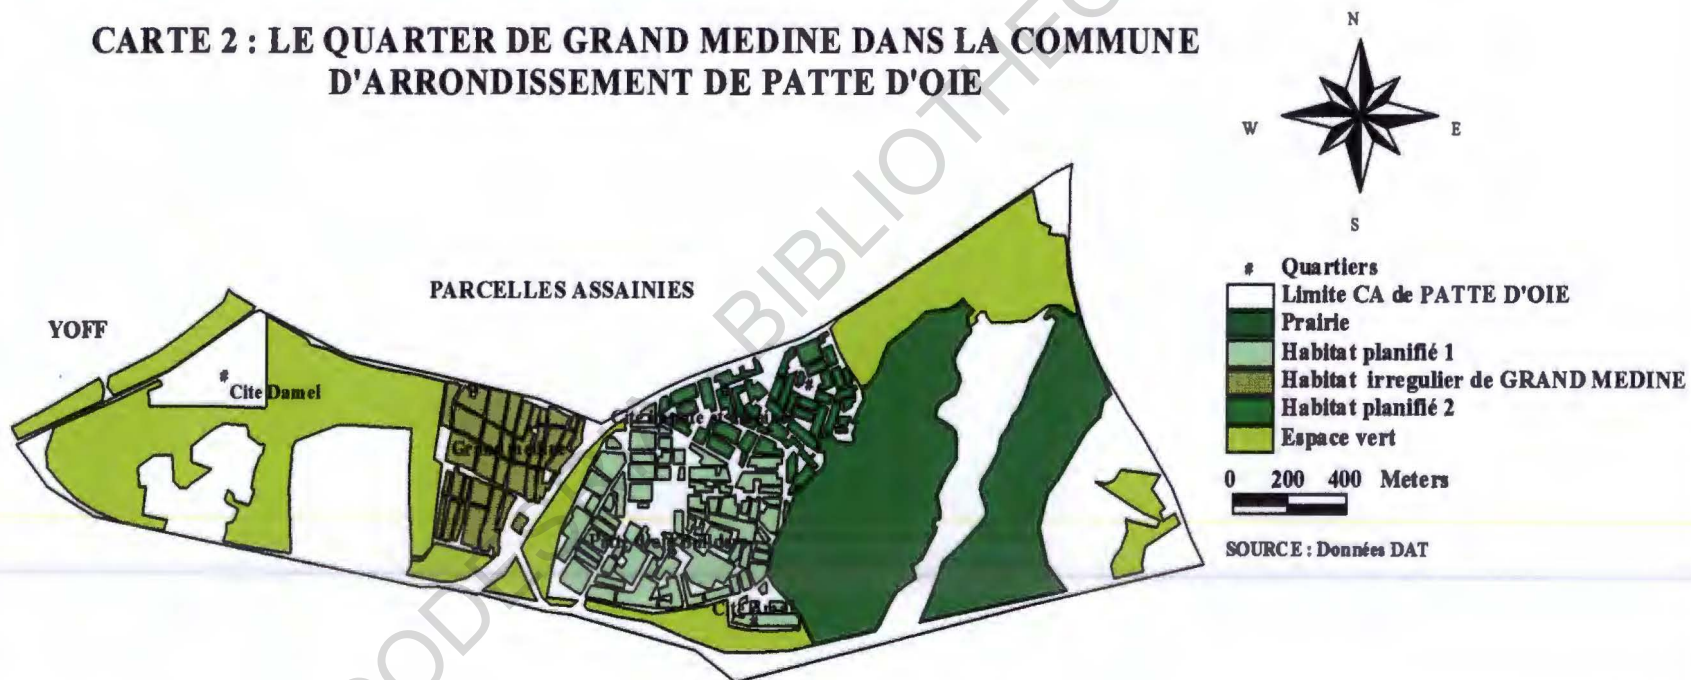 CARTE 2 : LE QUARTER DE GRAND MEDINE DANS LA COMMUNE
D'ARRONDISSEMENT DE PATTE D'OIE
N
W
E
S
PARCELLES ASSAINIES
YOFF
# Cite Damel
# Quartiers
Limite CA de PATTE D'OIE
Prairie
Habitat planifié 1
Habitat irregulier de GRAND MEDINE
Habitat planifié 2
Espace vert
0 200 400 Meters
SOURCE : Données DAT
BIBLIOTHEQ